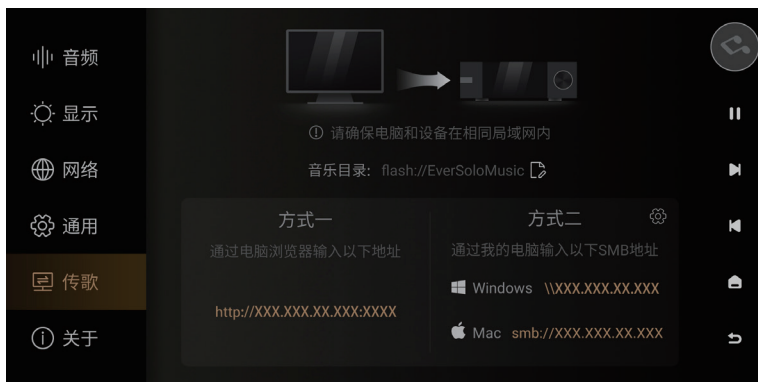 音频
显示
网络
通用
传歌
关于
请确保电脑和设备在相同局域网内
音乐目录: flash://EverSoloMusic
方式一
通过电脑浏览器输入以下地址
http://XXX.XXX.XX.XXX:XXXX
方式二
通过我的电脑输入以下SMB地址
Windows \\XXX.XXX.XX.XXX
Mac smb://XXX.XXX.XX.XXX